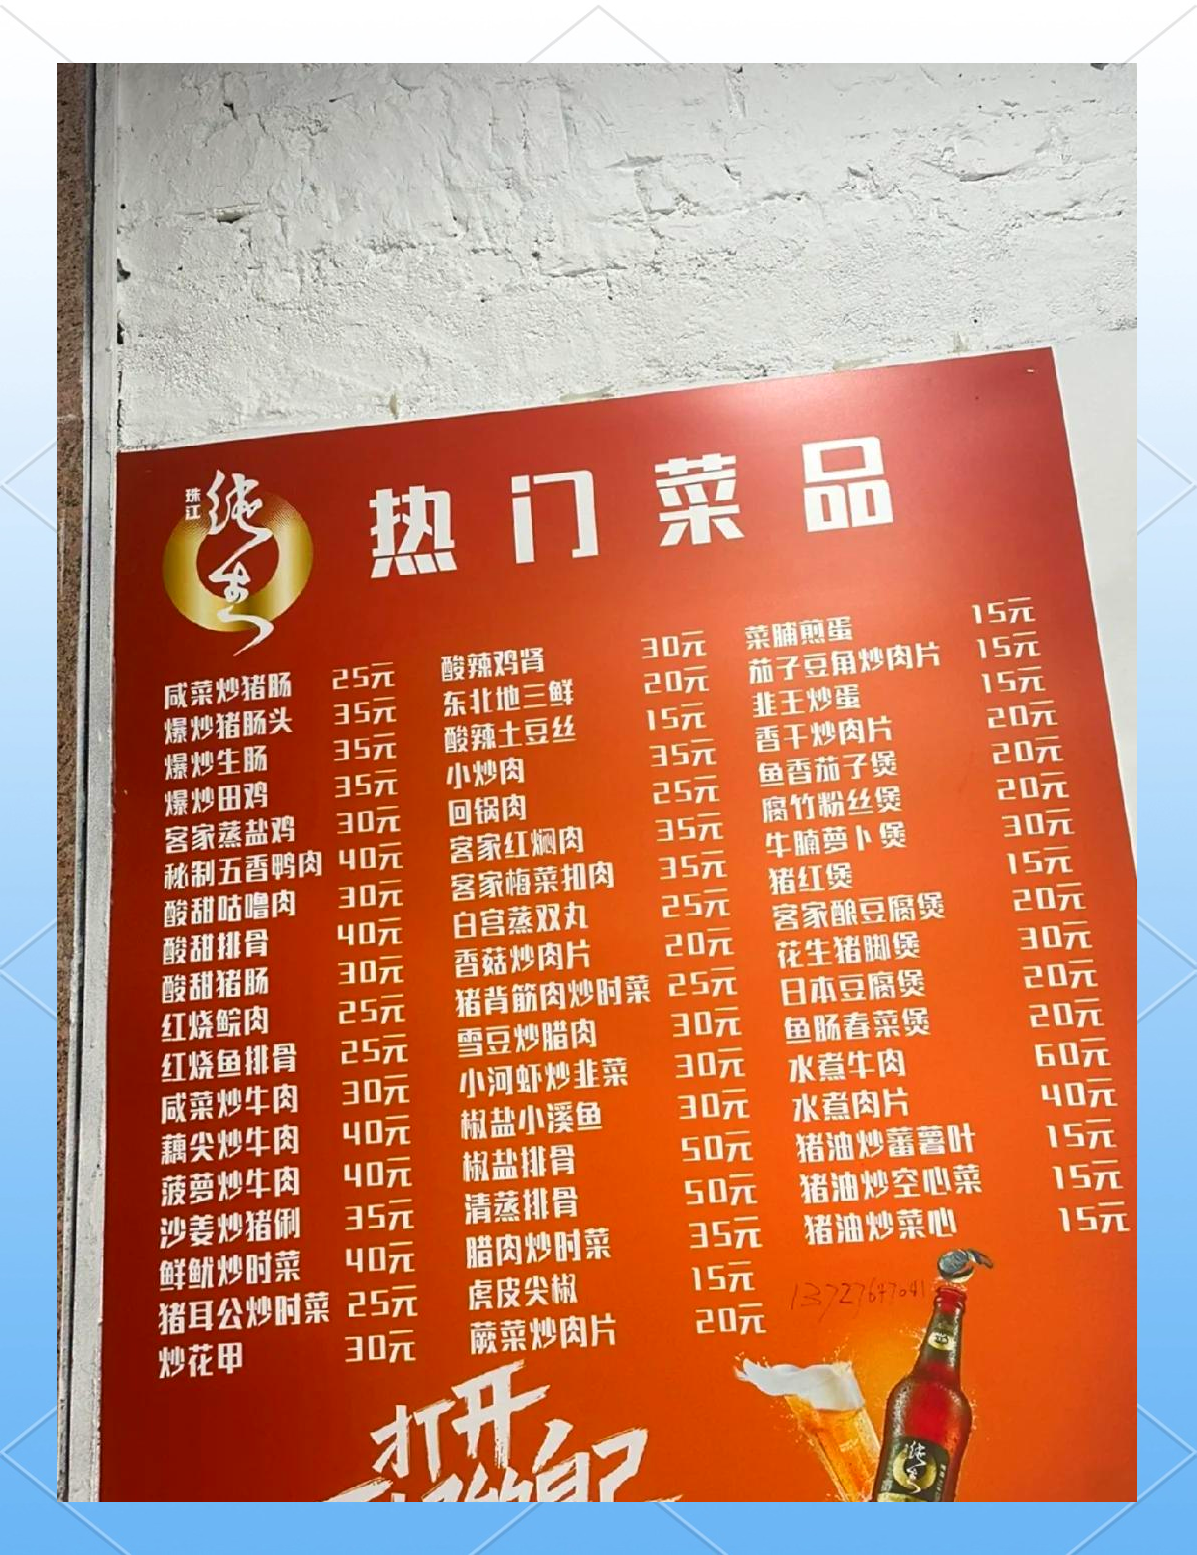 珠江
纯生
热门菜品
咸菜炒猪肠 25元
爆炒猪肠头 35元
爆炒生肠 35元
爆炒田鸡 35元
客家蒸盐鸡 30元
秘制五香鸭肉 40元
酸甜咕噜肉 30元
酸甜排骨 40元
酸甜猪肠 30元
红烧鲩肉 25元
红烧鱼排骨 25元
咸菜炒牛肉 30元
藕尖炒牛肉 40元
菠萝炒牛肉 40元
沙姜炒猪俐 35元
鲜鱿炒时菜 40元
猪耳公炒时菜 25元
炒花甲 30元
酸辣鸡肾 30元
东北地三鲜 20元
酸辣土豆丝 15元
小炒肉 35元
回锅肉 25元
客家红焖肉 35元
客家梅菜扣肉 35元
白宫蒸双丸 25元
香菇炒肉片 20元
猪背筋肉炒时菜 25元
雪豆炒腊肉 30元
小河虾炒韭菜 30元
椒盐小溪鱼 30元
椒盐排骨 50元
清蒸排骨 50元
腊肉炒时菜 35元
虎皮尖椒 15元
蕨菜炒肉片 20元
菜脯煎蛋 15元
茄子豆角炒肉片 15元
韭王炒蛋 15元
香干炒肉片 20元
鱼香茄子煲 20元
腐竹粉丝煲 20元
牛腩萝卜煲 30元
猪红煲 15元
客家酿豆腐煲 20元
花生猪脚煲 30元
日本豆腐煲 20元
鱼肠春菜煲 20元
水煮牛肉 60元
水煮肉片 40元
猪油炒蕃薯叶 15元
猪油炒空心菜 15元
猪油炒菜心 15元
打开
纯生